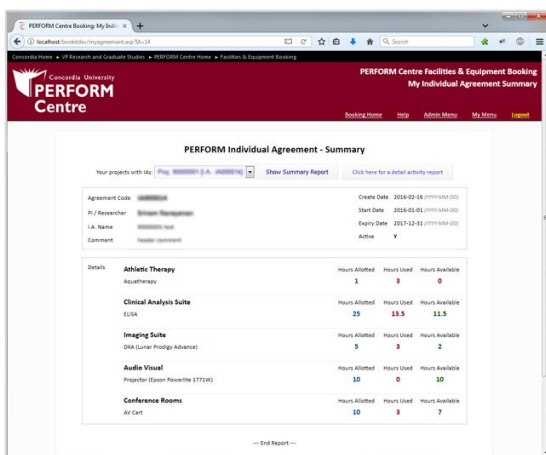 PERFORM Centre Booking: My Indiv...
localhost/bookitdev/myagreement.asp?IA=14
Search
Concordia Home ▸ VP Research and Graduate Studies ▸ PERFORM Centre Home ▸ Facilities & Equipment Booking
Concordia University
PERFORM
Centre
PERFORM Centre Facilities & Equipment Booking
My Individual Agreement Summary
Booking Home Help Admin Menu My Menu Logout
PERFORM Individual Agreement - Summary
Your projects with IAs: Show Summary Report Click here for a detail activity report
Agreement Code Create Date 2016-02-16 (YYYY-MM-DD)
PI / Researcher Start Date 2016-01-01 (YYYY-MM-DD)
I.A. Name Expiry Date 2017-12-31 (YYYY-MM-DD)
Comment Active Y
Details Athletic Therapy Hours Allotted Hours Used Hours Available
Aquatherapy 1 3 0
Clinical Analysis Suite Hours Allotted Hours Used Hours Available
ELISA 25 13.5 11.5
Imaging Suite Hours Allotted Hours Used Hours Available
DXA (Lunar Prodigy Advance) 5 3 2
Audio Visual Hours Allotted Hours Used Hours Available
Projector (Epson Powerlite 1771W) 10 0 10
Conference Rooms Hours Allotted Hours Used Hours Available
AV Cart 10 3 7
--- End Report ---